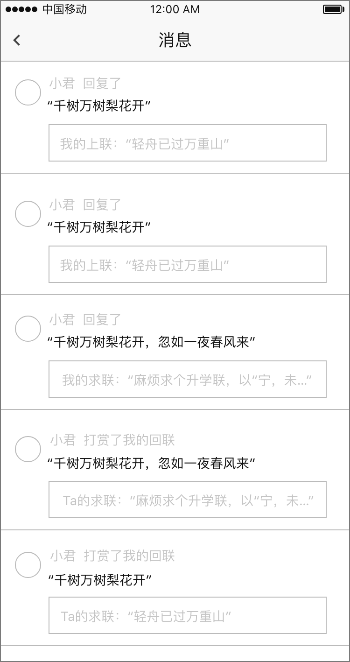 中国移动 12:00 AM
消息
小君 回复了
“千树万树梨花开”
我的上联：“轻舟已过万重山”
小君 回复了
“千树万树梨花开”
我的上联：“轻舟已过万重山”
小君 回复了
“千树万树梨花开，忽如一夜春风来“
我的求联：“麻烦求个升学联，以“宁，未...”
小君 打赏了我的回联
“千树万树梨花开，忽如一夜春风来“
Ta的求联：“麻烦求个升学联，以“宁，未...”
小君 打赏了我的回联
“千树万树梨花开”
Ta的求联：“轻舟已过万重山”